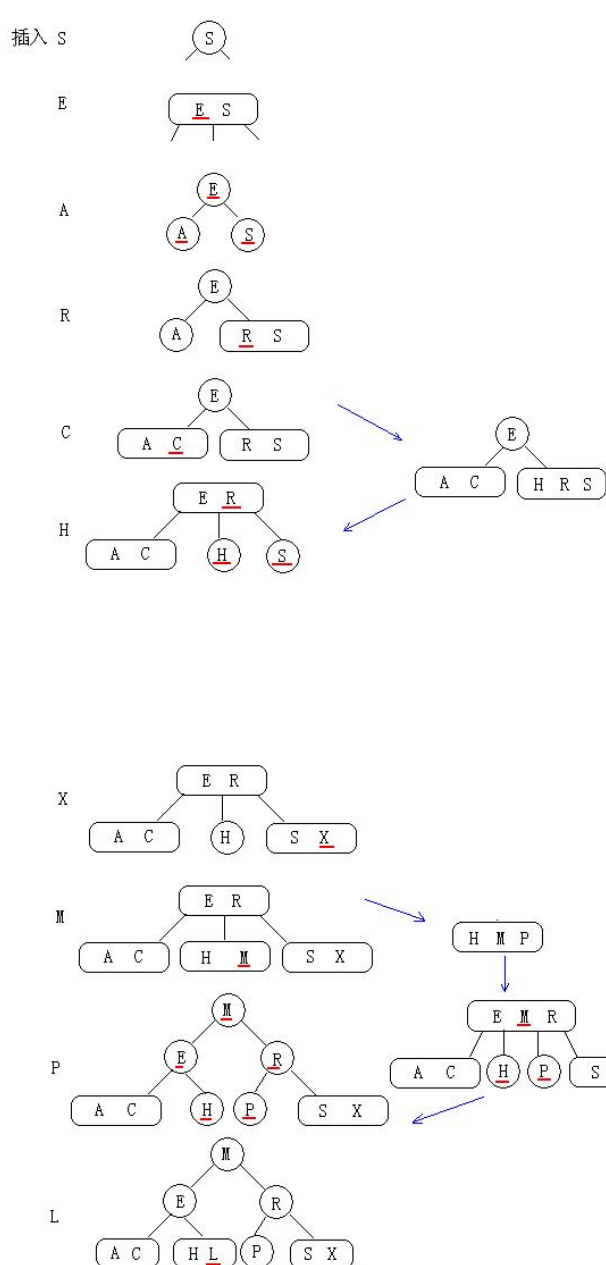 插入 S
S
E
E S
A
E
A S
R
E
A R S
C
E
A C R S
E
A C H R S
H
E R
A C H S
X
E R
A C H S X
M
E R
A C H M S X
H M P
E M R
A C H P S
P
M
E R
A C H P S X
L
M
E R
A C H L P S X